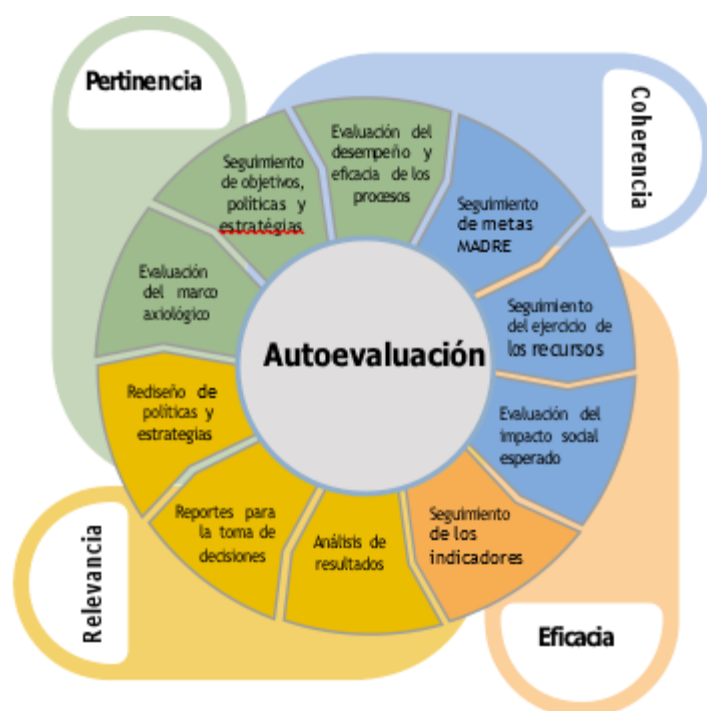 Pertinencia
Coherencia
Evaluación del
desempeño y
eficacia de los
procesos
Seguimiento
de objetivos,
políticas y
estratégias
Seguimiento
de metas
MADRE
Evaluación
del marco
axiológico
Seguimiento
del ejercicio de
los recursos
Autoevaluación
Rediseño de
políticas y
estrategias
Evaluación del
impacto social
esperado
Reportes para
la toma de
decisiones
Análisis de
resultados
Seguimiento
de los
indicadores
Relevancia
Eficacia